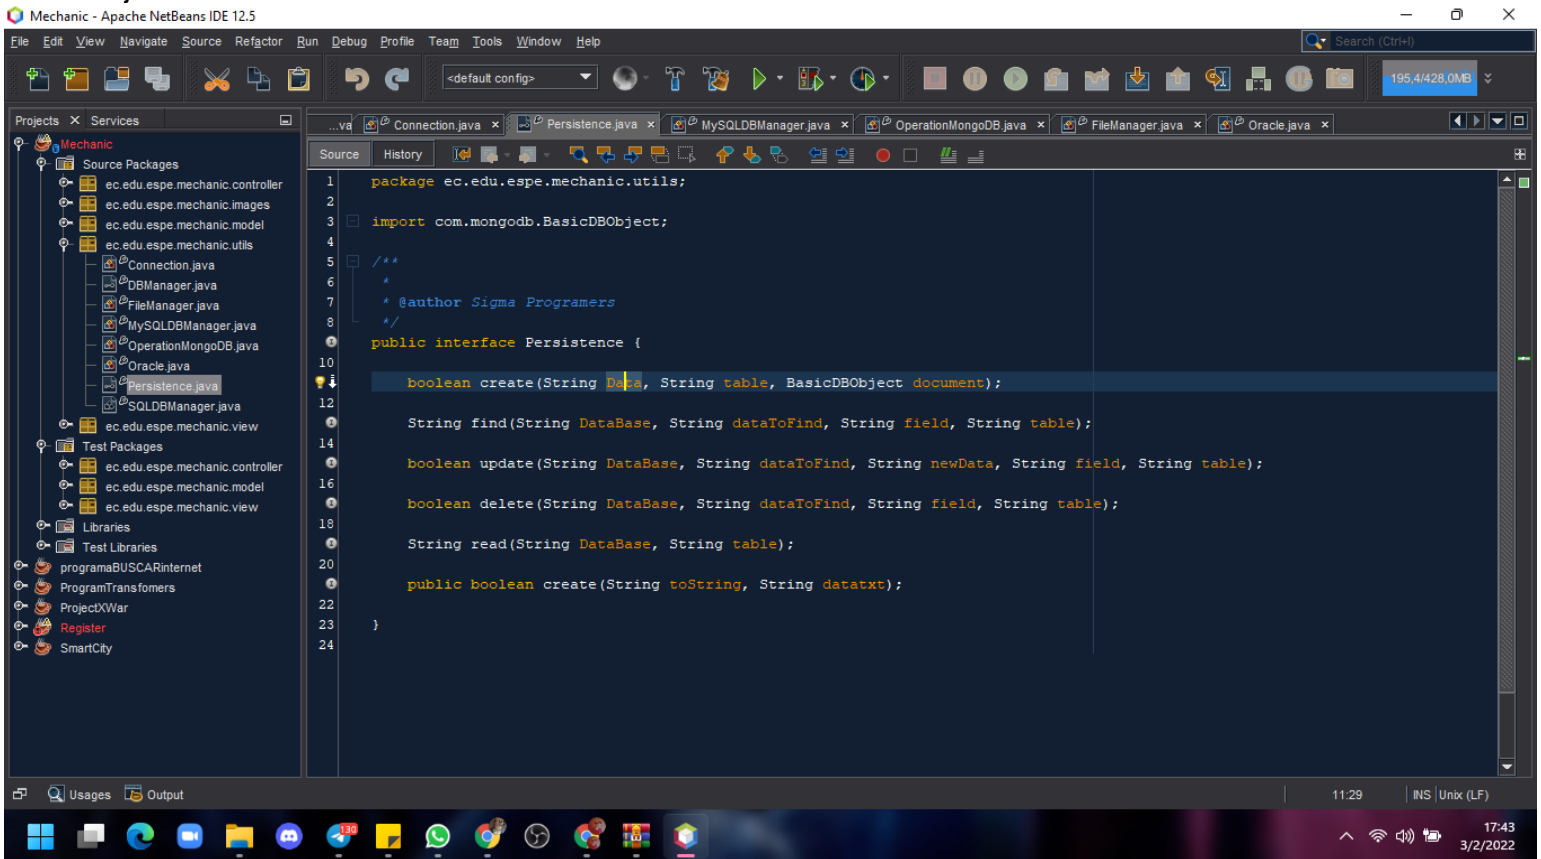 Mechanic - Apache NetBeans IDE 12.5
File Edit View Navigate Source Refactor Run Debug Profile Team Tools Window Help
Search (Ctrl+I)
<default config>
195,4/428,0MB
Projects Services
...va Connection.java Persistence.java MySQLDBManager.java OperationMongoDB.java FileManager.java Oracle.java
Source History
Mechanic
Source Packages
ec.edu.espe.mechanic.controller
ec.edu.espe.mechanic.images
ec.edu.espe.mechanic.model
ec.edu.espe.mechanic.utils
Connection.java
DBManager.java
FileManager.java
MySQLDBManager.java
OperationMongoDB.java
Oracle.java
Persistence.java
SQLDBManager.java
ec.edu.espe.mechanic.view
Test Packages
ec.edu.espe.mechanic.controller
ec.edu.espe.mechanic.model
ec.edu.espe.mechanic.view
Libraries
Test Libraries
programaBUSCARinternet
ProgramTransfomers
ProjectXWar
Register
SmartCity
1 package ec.edu.espe.mechanic.utils;
2
3 import com.mongodb.BasicDBObject;
4
5 /**
6 *
7 * @author Sigma Programers
8 */
public interface Persistence {
10
boolean create(String Data, String table, BasicDBObject document);
12
String find(String DataBase, String dataToFind, String field, String table);
14
boolean update(String DataBase, String dataToFind, String newData, String field, String table);
16
boolean delete(String DataBase, String dataToFind, String field, String table);
18
String read(String DataBase, String table);
20
public boolean create(String toString, String datatxt);
22
23 }
24
Usages Output
11:29 INS Unix (LF)
130
17:43
3/2/2022